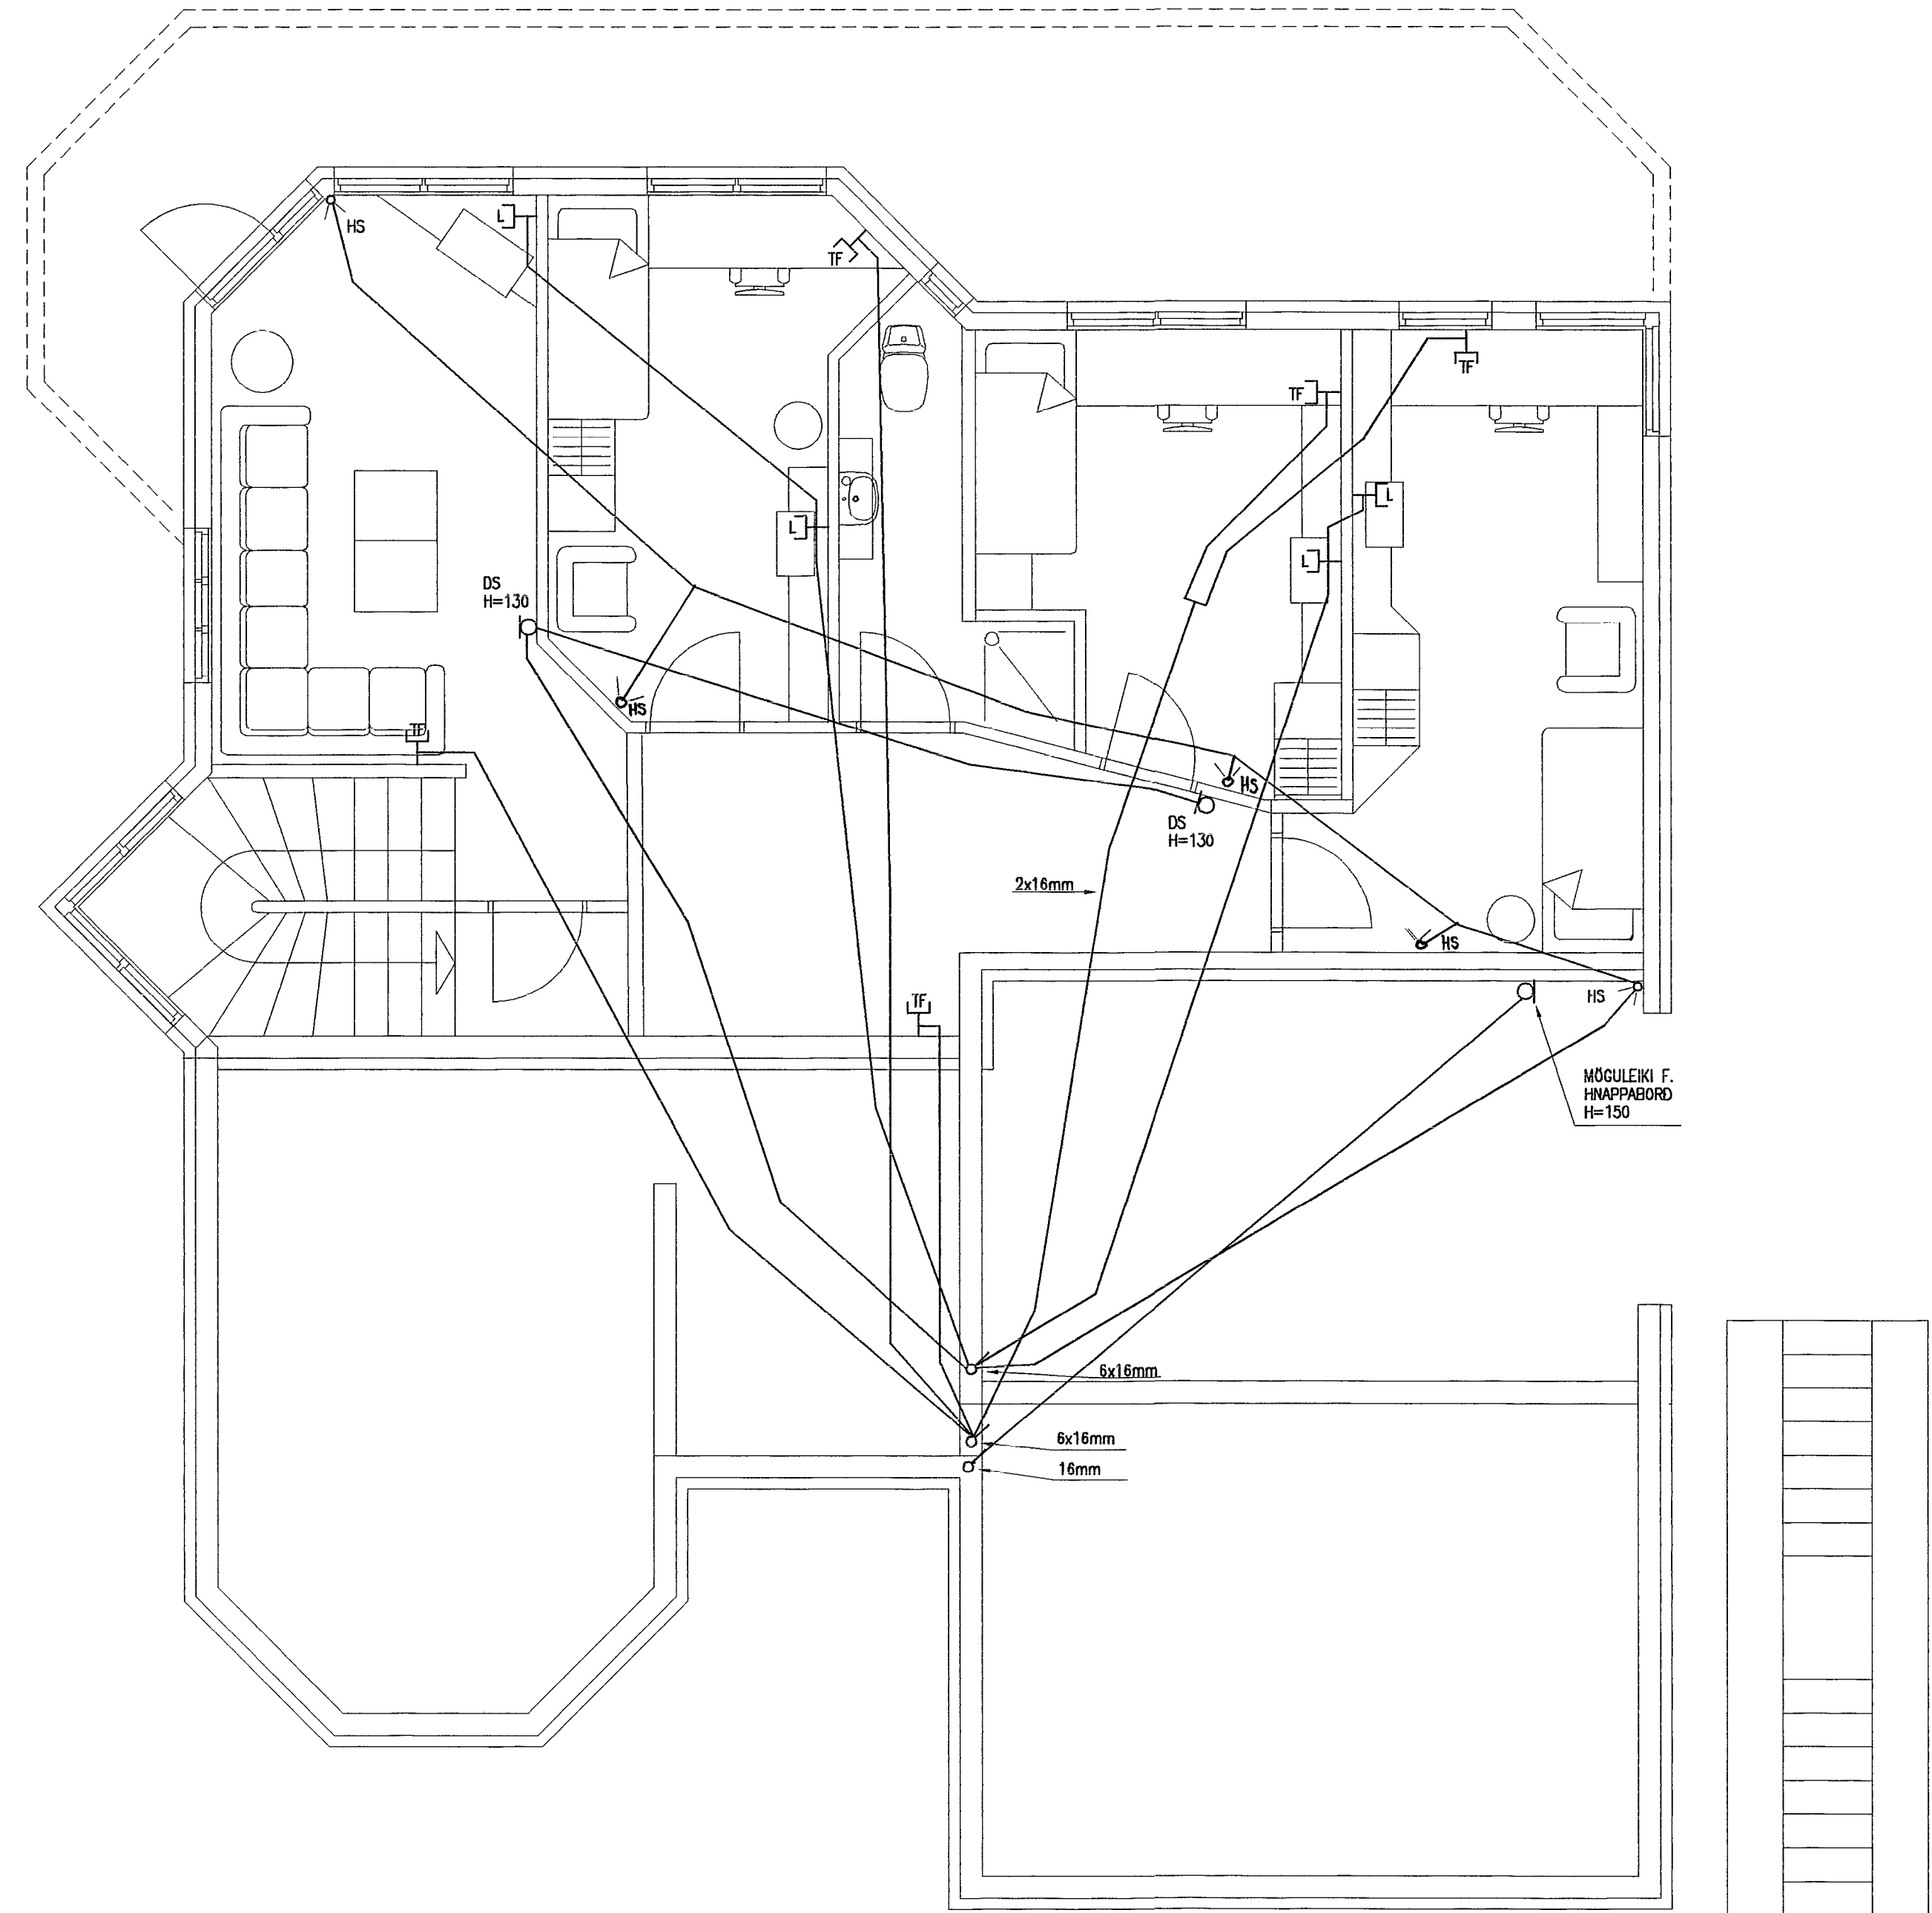 L
HS
TF
TF
TF
L
L
L
DS
H=130
HS
TF
HS
DS
H=130
2x16mm
HS
HS
TF
MÖGULEIKI F.
HNAPPABORD
H=150
6x16mm
6x16mm
16mm